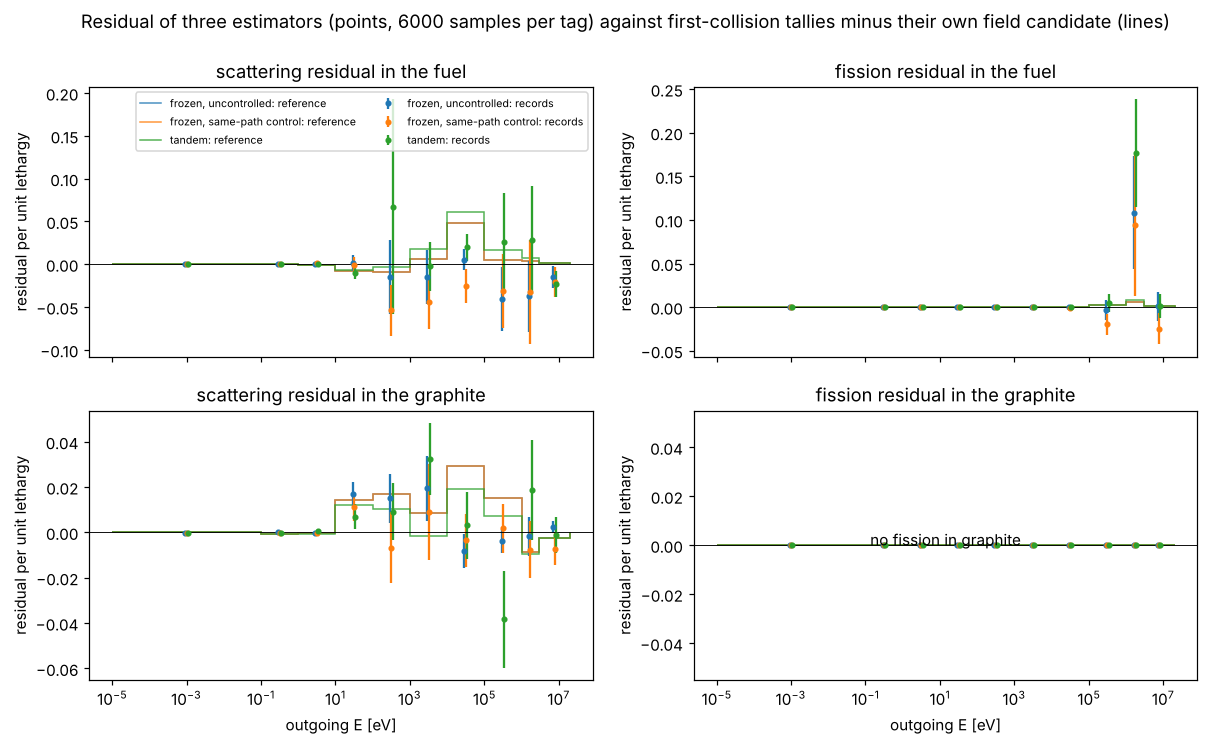 Residual of three estimators (points, 6000 samples per tag) against first-collision tallies minus their own field candidate (lines)
scattering residual in the fuel
residual per unit lethargy
0.20
0.15
0.10
0.05
0.00
−0.05
−0.10
frozen, uncontrolled: reference
frozen, same-path control: reference
tandem: reference
frozen, uncontrolled: records
frozen, same-path control: records
tandem: records
fission residual in the fuel
residual per unit lethargy
0.25
0.20
0.15
0.10
0.05
0.00
−0.05
scattering residual in the graphite
residual per unit lethargy
0.04
0.02
0.00
−0.02
−0.04
−0.06
10⁻⁵ 10⁻³ 10⁻¹ 10¹ 10³ 10⁵ 10⁷
outgoing E [eV]
fission residual in the graphite
residual per unit lethargy
0.04
0.02
0.00
−0.02
−0.04
no fission in graphite
10⁻⁵ 10⁻³ 10⁻¹ 10¹ 10³ 10⁵ 10⁷
outgoing E [eV]